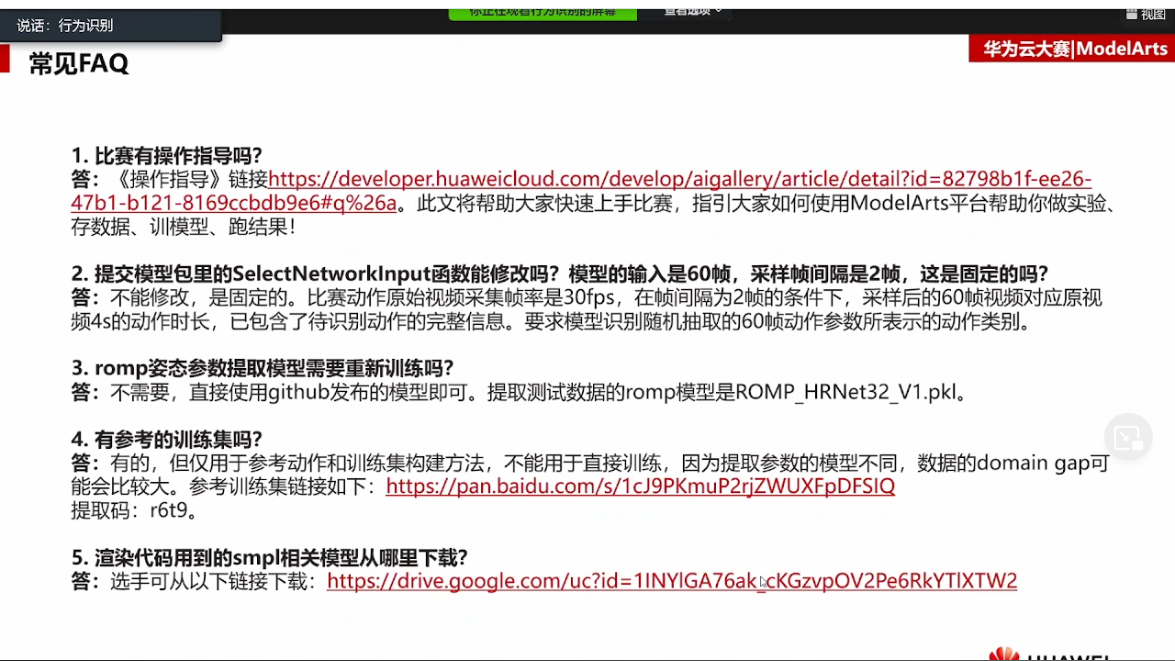 你正在观看行为识别的屏幕 查看选项
说话：行为识别
视图
常见FAQ
华为云大赛|ModelArts
1. 比赛有操作指导吗？
答：《操作指导》链接https://developer.huaweicloud.com/develop/aigallery/article/detail?id=82798b1f-ee26-
47b1-b121-8169ccbdb9e6#q%26a。此文将帮助大家快速上手比赛，指引大家如何使用ModelArts平台帮助你做实验、
存数据、训模型、跑结果！
2. 提交模型包里的SelectNetworkInput函数能修改吗？模型的输入是60帧，采样帧间隔是2帧，这是固定的吗？
答：不能修改，是固定的。比赛动作原始视频采集帧率是30fps，在帧间隔为2帧的条件下，采样后的60帧视频对应原视
频4s的动作时长，已包含了待识别动作的完整信息。要求模型识别随机抽取的60帧动作参数所表示的动作类别。
3. romp姿态参数提取模型需要重新训练吗？
答：不需要，直接使用github发布的模型即可。提取测试数据的romp模型是ROMP_HRNet32_V1.pkl。
4. 有参考的训练集吗？
答：有的，但仅用于参考动作和训练集构建方法，不能用于直接训练，因为提取参数的模型不同，数据的domain gap可
能会比较大。参考训练集链接如下：https://pan.baidu.com/s/1cJ9PKmuP2rjZWUXFpDFSIQ
提取码：r6t9。
5. 渲染代码用到的smpl相关模型从哪里下载？
答：选手可从以下链接下载：https://drive.google.com/uc?id=1INYlGA76ak_cKGzvpOV2Pe6RkYTlXTW2
HUAWEI